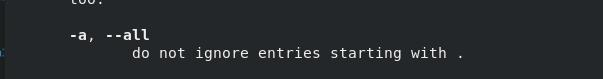 too.
-a, --all
do not ignore entries starting with .